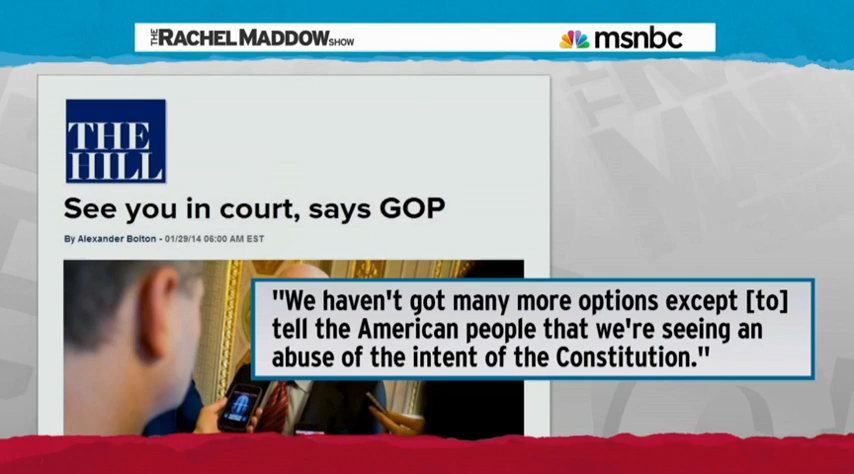 THE RACHEL MADDOW SHOW
msnbc
THE
HILL
See you in court, says GOP
By Alexander Bolton - 01/29/14 06:00 AM EST
"We haven't got many more options except [to]
tell the American people that we're seeing an
abuse of the intent of the Constitution."